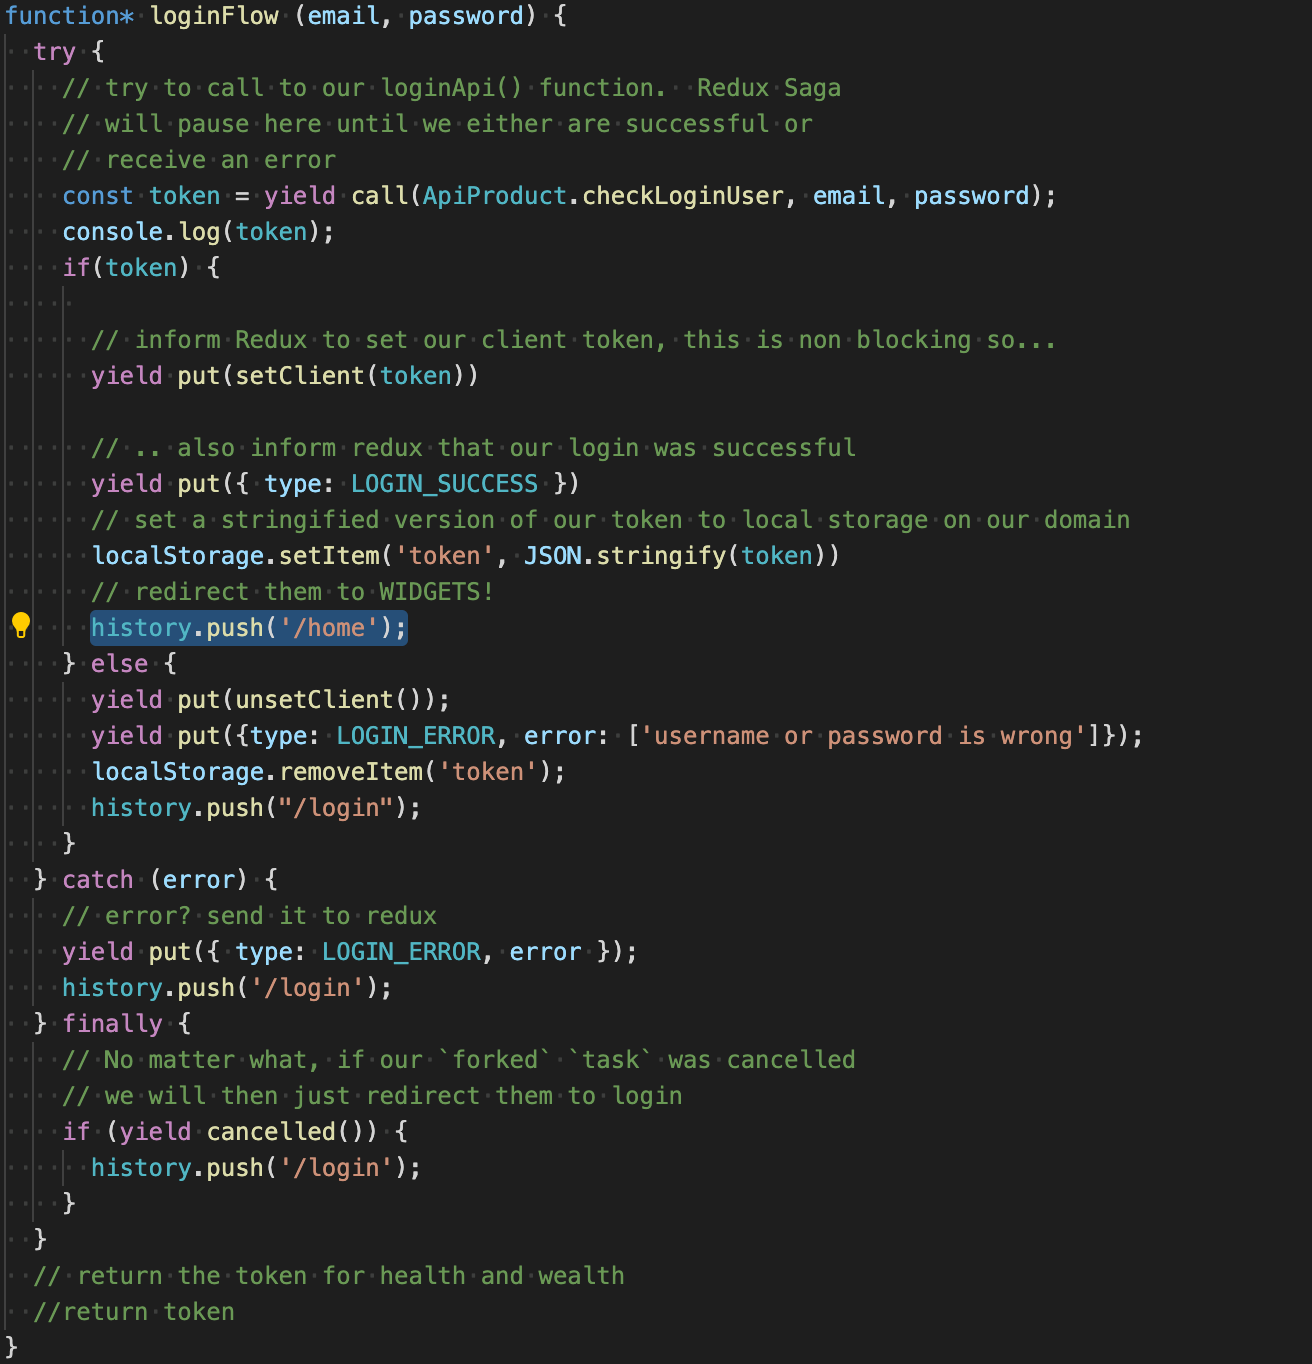 function* loginFlow (email, password) {
  try {
    // try to call to our loginApi() function.  Redux Saga
    // will pause here until we either are successful or
    // receive an error
    const token = yield call(ApiProduct.checkLoginUser, email, password);
    console.log(token);
    if(token) {

      // inform Redux to set our client token, this is non blocking so...
      yield put(setClient(token))

      // .. also inform redux that our login was successful
      yield put({ type: LOGIN_SUCCESS })
      // set a stringified version of our token to local storage on our domain
      localStorage.setItem('token', JSON.stringify(token))
      // redirect them to WIDGETS!
      history.push('/home');
    } else {
      yield put(unsetClient());
      yield put({type: LOGIN_ERROR, error: ['username or password is wrong']});
      localStorage.removeItem('token');
      history.push("/login");
    }
  } catch (error) {
    // error? send it to redux
    yield put({ type: LOGIN_ERROR, error });
    history.push('/login');
  } finally {
    // No matter what, if our `forked` `task` was cancelled
    // we will then just redirect them to login
    if (yield cancelled()) {
      history.push('/login');
    }
  }
  // return the token for health and wealth
  //return token
}